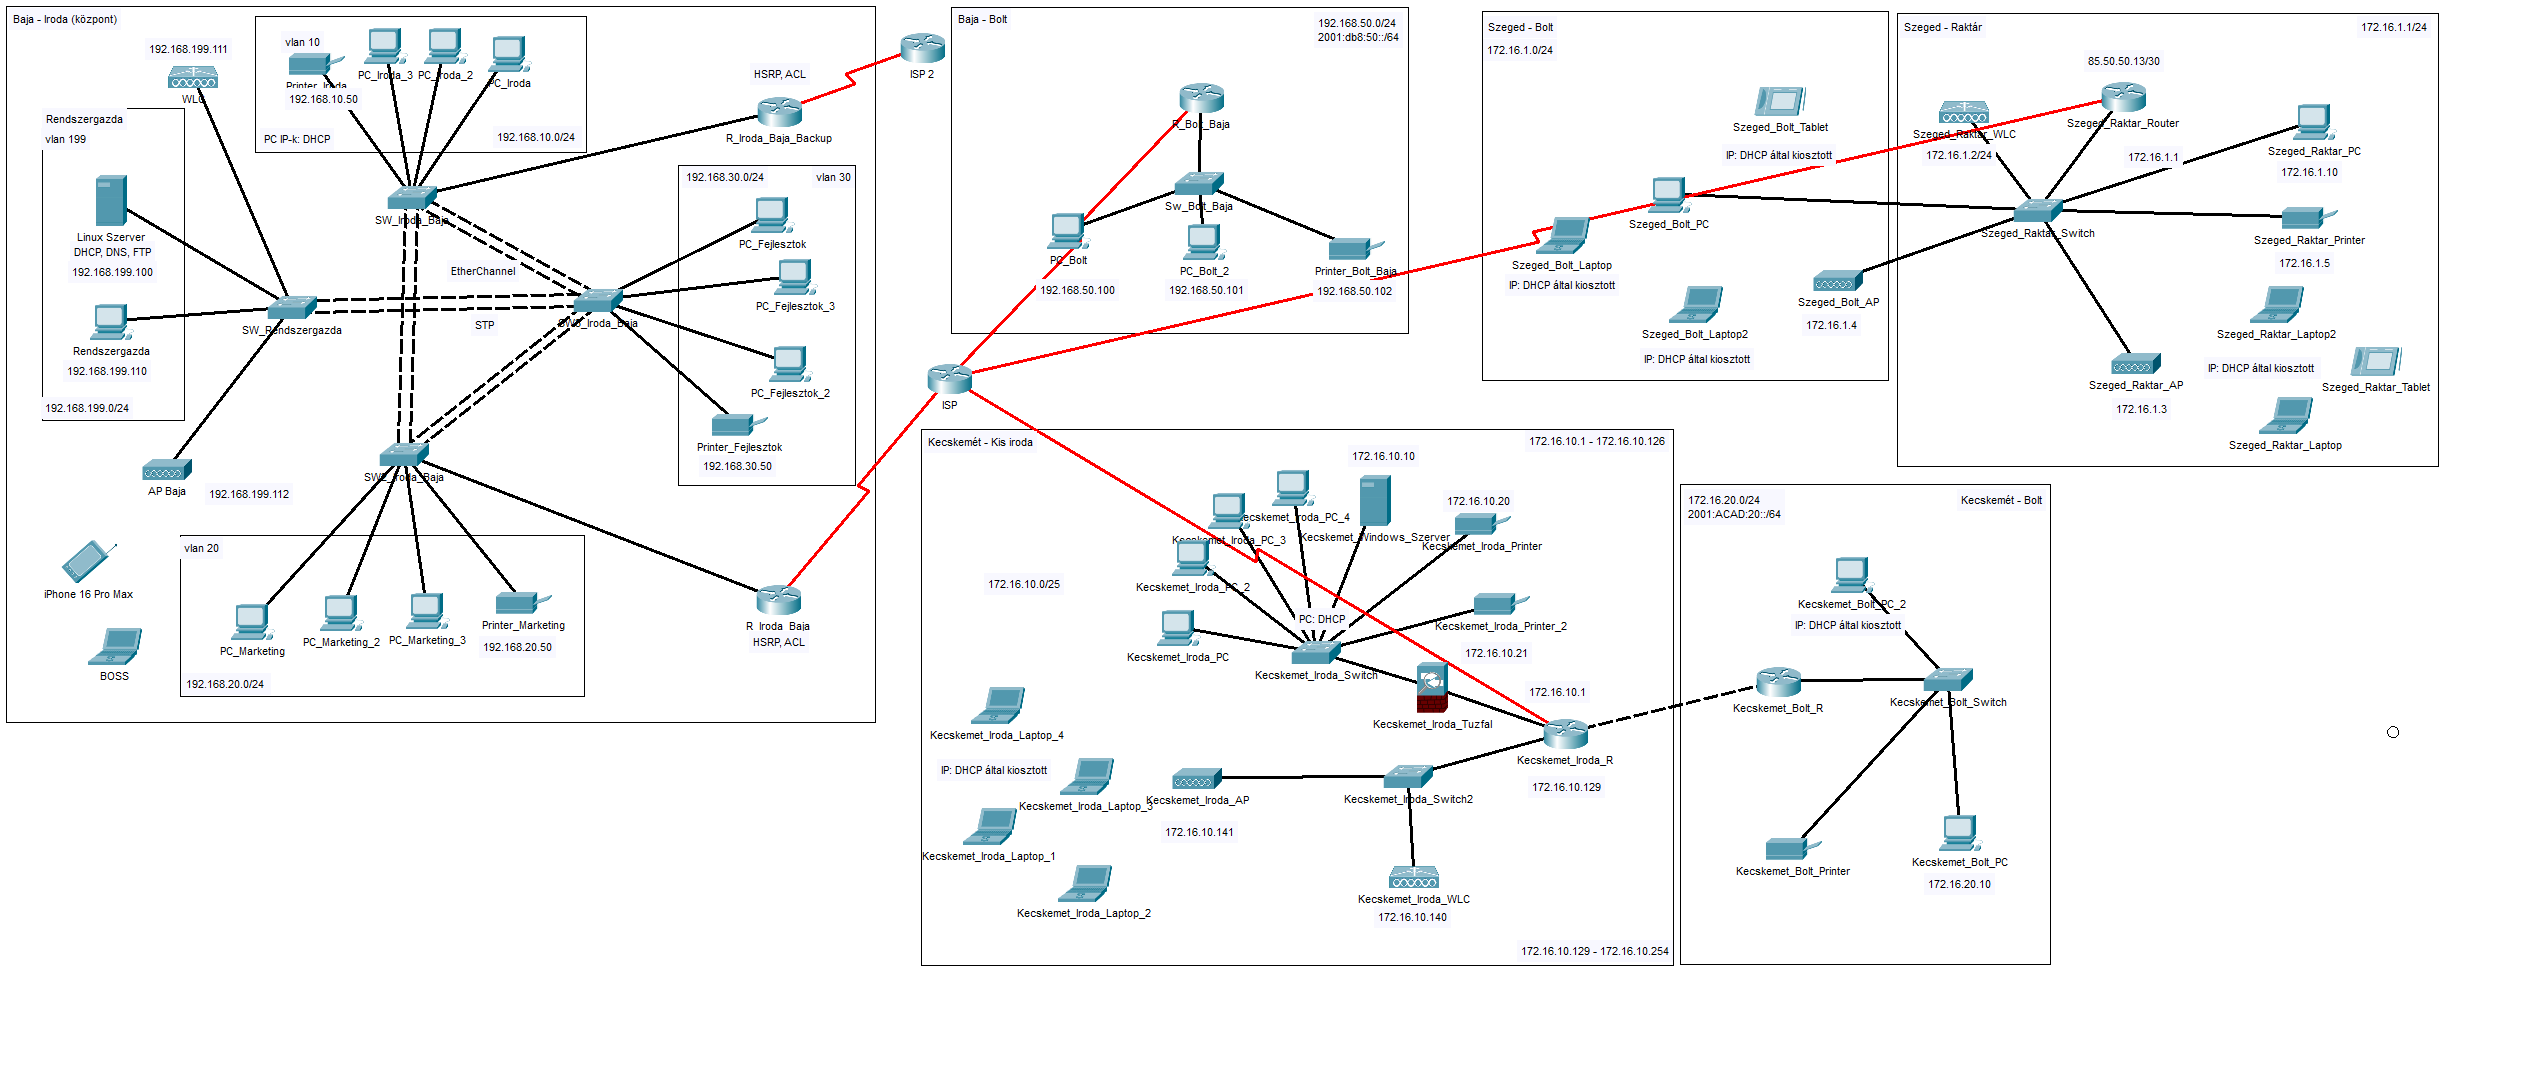 Baja - Iroda (központ)
192.168.199.111
WLC
vlan 10
Printer_Iroda
192.168.10.50
PC_Iroda_3
PC_Iroda_2
PC_Iroda
PC IP-k: DHCP
192.168.10.0/24
HSRP, ACL
R_Iroda_Baja_Backup
ISP 2
Rendszergazda
vlan 199
Linux Szerver
DHCP, DNS, FTP
192.168.199.100
Rendszergazda
192.168.199.110
192.168.199.0/24
SW_Iroda_Baja
EtherChannel
STP
SW_Rendszergazda
SW3_Iroda_Baja
192.168.30.0/24
vlan 30
PC_Fejlesztok
PC_Fejlesztok_3
PC_Fejlesztok_2
Printer_Fejlesztok
192.168.30.50
SW2_Iroda_Baja
AP Baja
192.168.199.112
iPhone 16 Pro Max
BOSS
vlan 20
PC_Marketing
PC_Marketing_2
PC_Marketing_3
Printer_Marketing
192.168.20.50
192.168.20.0/24
R_Iroda_Baja
HSRP, ACL
ISP
Baja - Bolt
192.168.50.0/24
2001:db8:50::/64
R_Bolt_Baja
Sw_Bolt_Baja
PC_Bolt
192.168.50.100
PC_Bolt_2
192.168.50.101
Printer_Bolt_Baja
192.168.50.102
Szeged - Bolt
172.16.1.0/24
Szeged_Bolt_Tablet
IP: DHCP által kiosztott
Szeged_Bolt_PC
Szeged_Bolt_Laptop
IP: DHCP által kiosztott
Szeged_Bolt_Laptop2
IP: DHCP által kiosztott
Szeged_Bolt_AP
172.16.1.4
Szeged - Raktár
172.16.1.1/24
85.50.50.13/30
Szeged_Raktar_WLC
172.16.1.2/24
Szeged_Raktar_Router
172.16.1.1
Szeged_Raktar_PC
172.16.1.10
Szeged_Raktar_Switch
Szeged_Raktar_Printer
172.16.1.5
Szeged_Raktar_Laptop2
IP: DHCP által kiosztott
Szeged_Raktar_Tablet
Szeged_Raktar_AP
172.16.1.3
Szeged_Raktar_Laptop
Kecskemét - Kis iroda
172.16.10.1 - 172.16.10.126
172.16.10.10
172.16.10.20
Kecskemet_Iroda_PC_4
Kecskemet_Iroda_PC_3
Kecskemet_Windows_Szerver
Kecskemet_Iroda_Printer
172.16.10.0/25
Kecskemet_Iroda_PC_2
PC: DHCP
Kecskemet_Iroda_Printer_2
172.16.10.21
Kecskemet_Iroda_PC
Kecskemet_Iroda_Switch
172.16.10.1
Kecskemet_Iroda_Tuzfal
Kecskemet_Iroda_R
172.16.10.129
Kecskemet_Iroda_Laptop_4
IP: DHCP által kiosztott
Kecskemet_Iroda_Laptop_3
Kecskemet_Iroda_AP
172.16.10.141
Kecskemet_Iroda_Switch2
Kecskemet_Iroda_Laptop_1
Kecskemet_Iroda_Laptop_2
Kecskemet_Iroda_WLC
172.16.10.140
172.16.10.129 - 172.16.10.254
172.16.20.0/24
2001:ACAD:20::/64
Kecskemét - Bolt
Kecskemet_Bolt_PC_2
IP: DHCP által kiosztott
Kecskemet_Bolt_R
Kecskemet_Bolt_Switch
Kecskemet_Bolt_Printer
Kecskemet_Bolt_PC
172.16.20.10